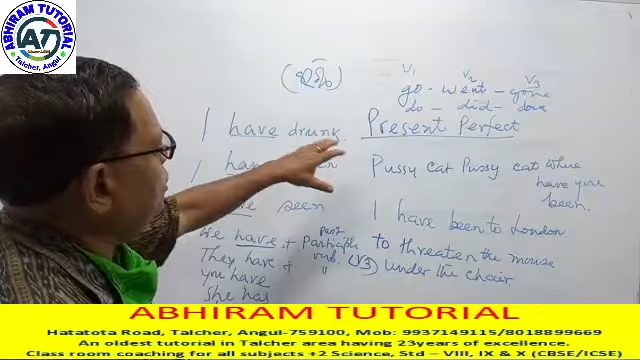 ABHIRAM TUTORIAL
AT
Talcher, Angul
V1 V2 V3
go - went - gone
do - did - done
I have drunk. Present Perfect
I Pussy cat Pussy cat where
have you
been.
seen I have been to London
We have + past Participle to threaten the mouse
verb. (V3) under the chair
They have + "
You have
She has
ABHIRAM TUTORIAL
Hatatota Road, Talcher, Angul-759100, Mob: 9937149115/8018899669
An oldest tutorial in Talcher area having 23years of excellence.
Class room coaching for all subjects +2 Science, Std – VIII, IX & X (CBSE/ICSE)